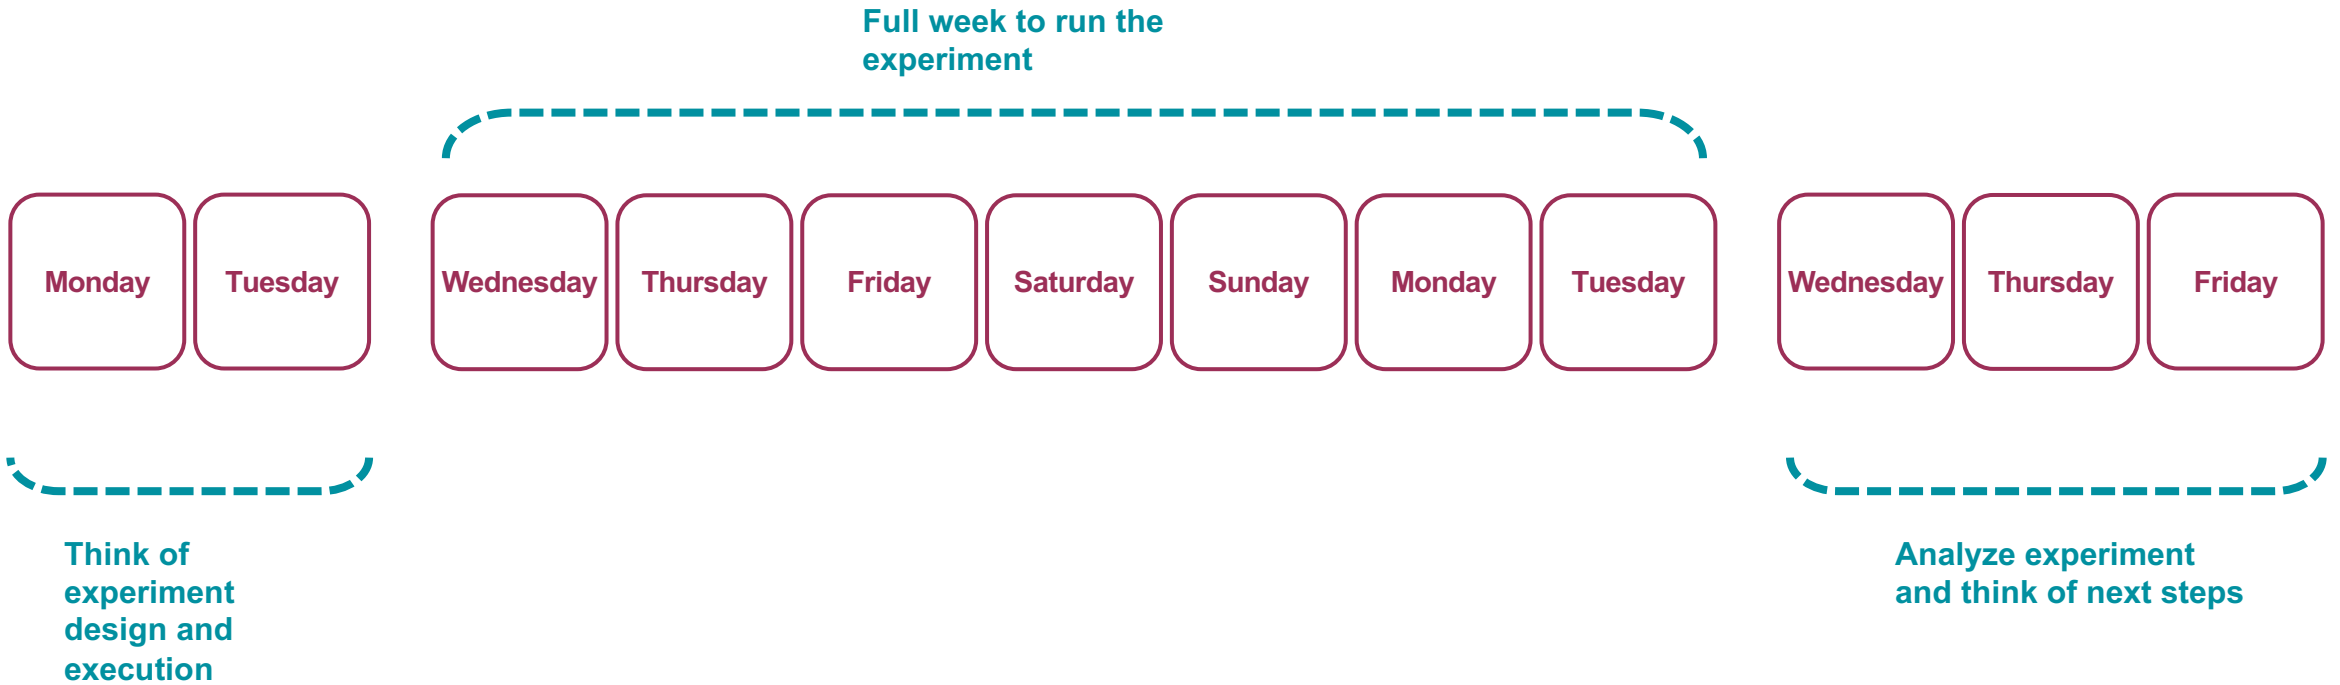 Full week to run the
experiment
Monday
Tuesday
Wednesday
Thursday
Friday
Saturday
Sunday
Monday
Tuesday
Wednesday
Thursday
Friday
Think of
experiment
design and
execution
Analyze experiment
and think of next steps